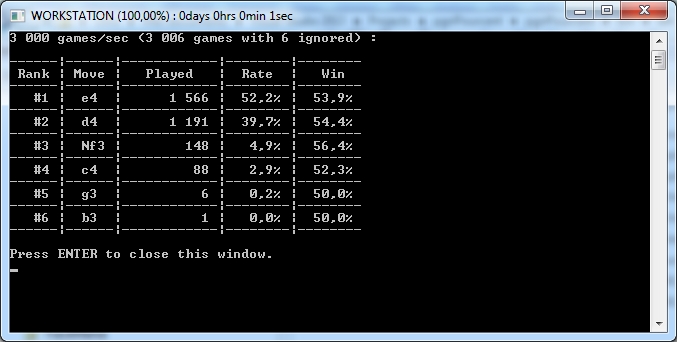 WORKSTATION (100,00%) : 0days 0hrs 0min 1sec
3 000 games/sec (3 006 games with 6 ignored) :
Rank ¦ Move ¦ Played ¦ Rate ¦ Win
#1 ¦ e4 ¦ 1 566 ¦ 52,2% ¦ 53,9%
#2 ¦ d4 ¦ 1 191 ¦ 39,7% ¦ 54,4%
#3 ¦ Nf3 ¦ 148 ¦ 4,9% ¦ 56,4%
#4 ¦ c4 ¦ 88 ¦ 2,9% ¦ 52,3%
#5 ¦ g3 ¦ 6 ¦ 0,2% ¦ 50,0%
#6 ¦ b3 ¦ 1 ¦ 0,0% ¦ 50,0%
Press ENTER to close this window.